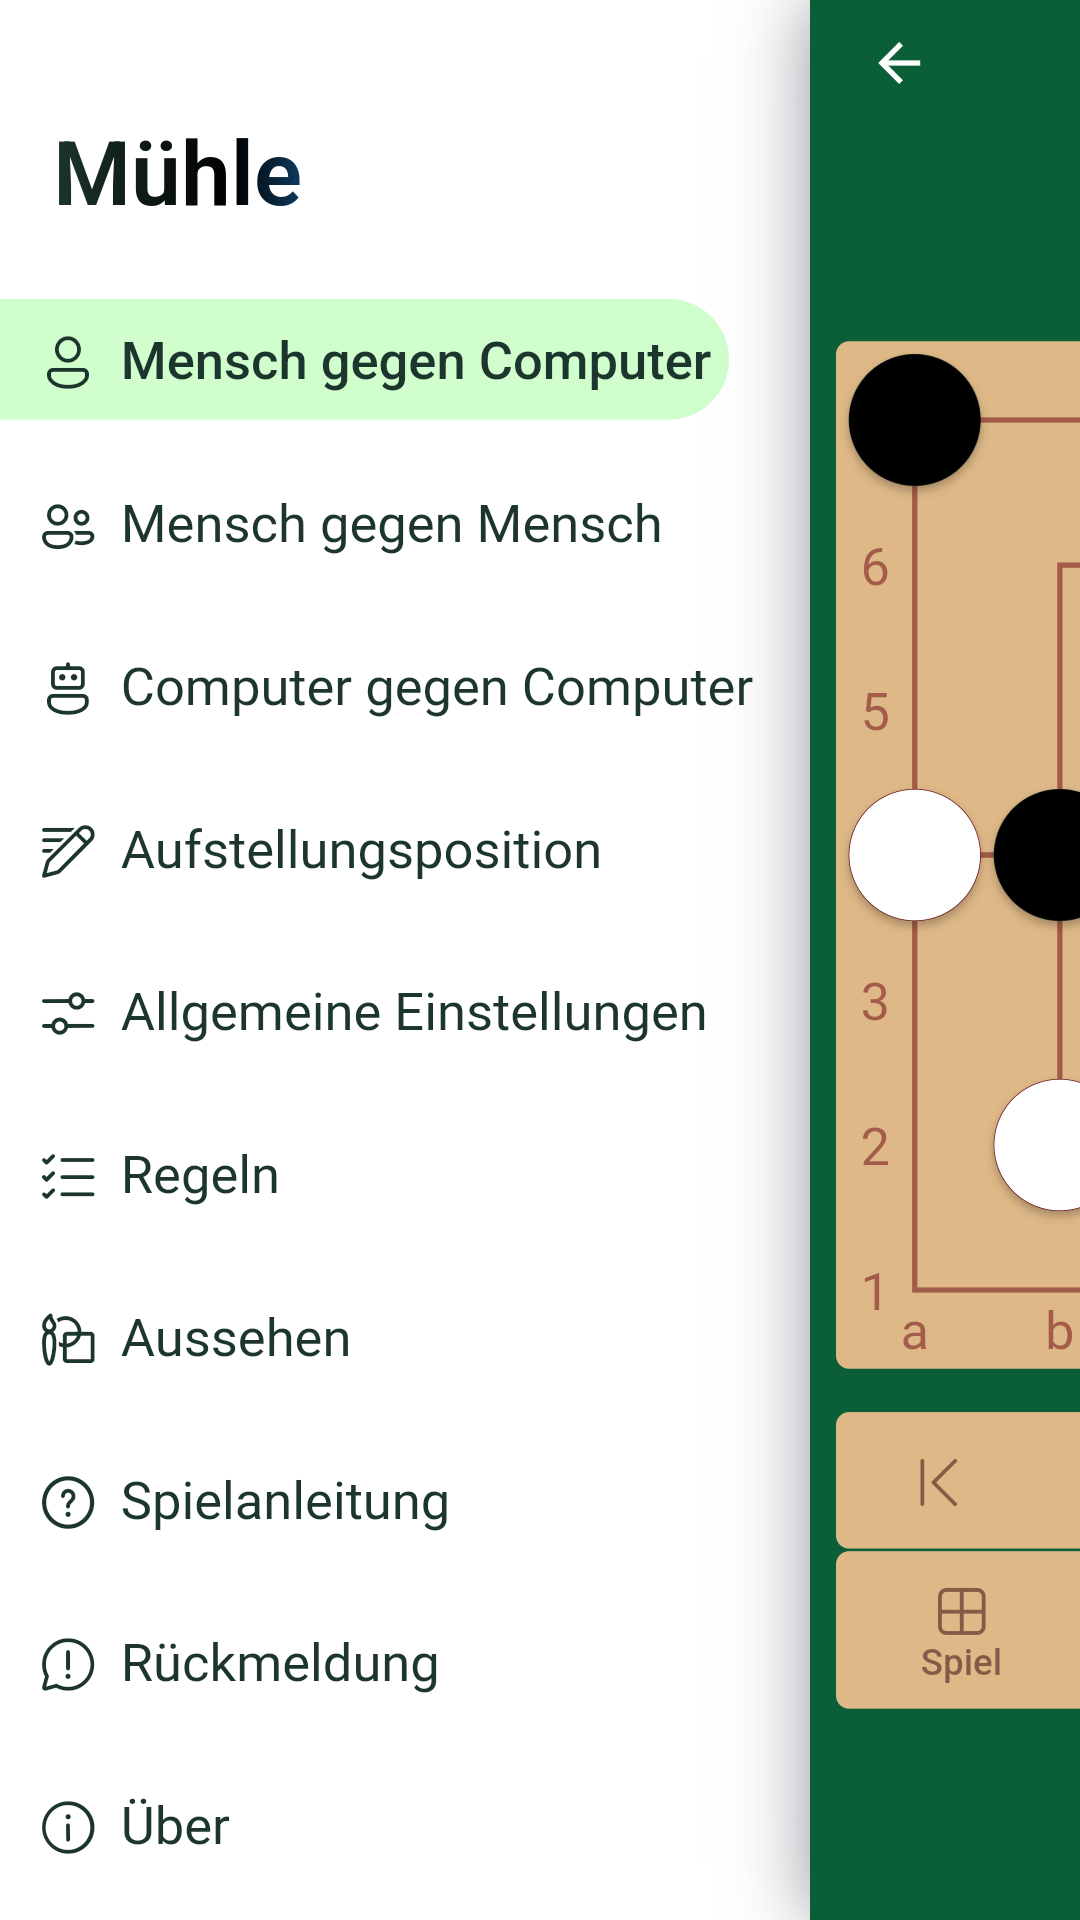 Mühle
Mensch gegen Computer
Mensch gegen Mensch
Computer gegen Computer
Aufstellungsposition
Allgemeine Einstellungen
Regeln
Aussehen
Spielanleitung
Rückmeldung
Über
6
5
3
2
1
a b
Spiel